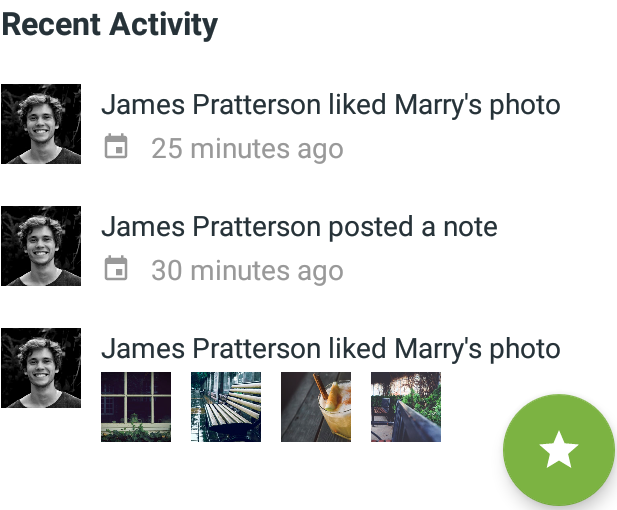 Recent Activity
James Pratterson liked Marry's photo
25 minutes ago
James Pratterson posted a note
30 minutes ago
James Pratterson liked Marry's photo